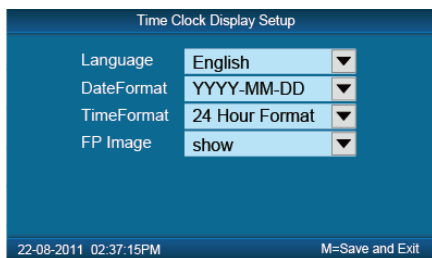 Time Clock Display Setup
Language English
DateFormat YYYY-MM-DD
TimeFormat 24 Hour Format
FP Image show
22-08-2011 02:37:15PM M=Save and Exit